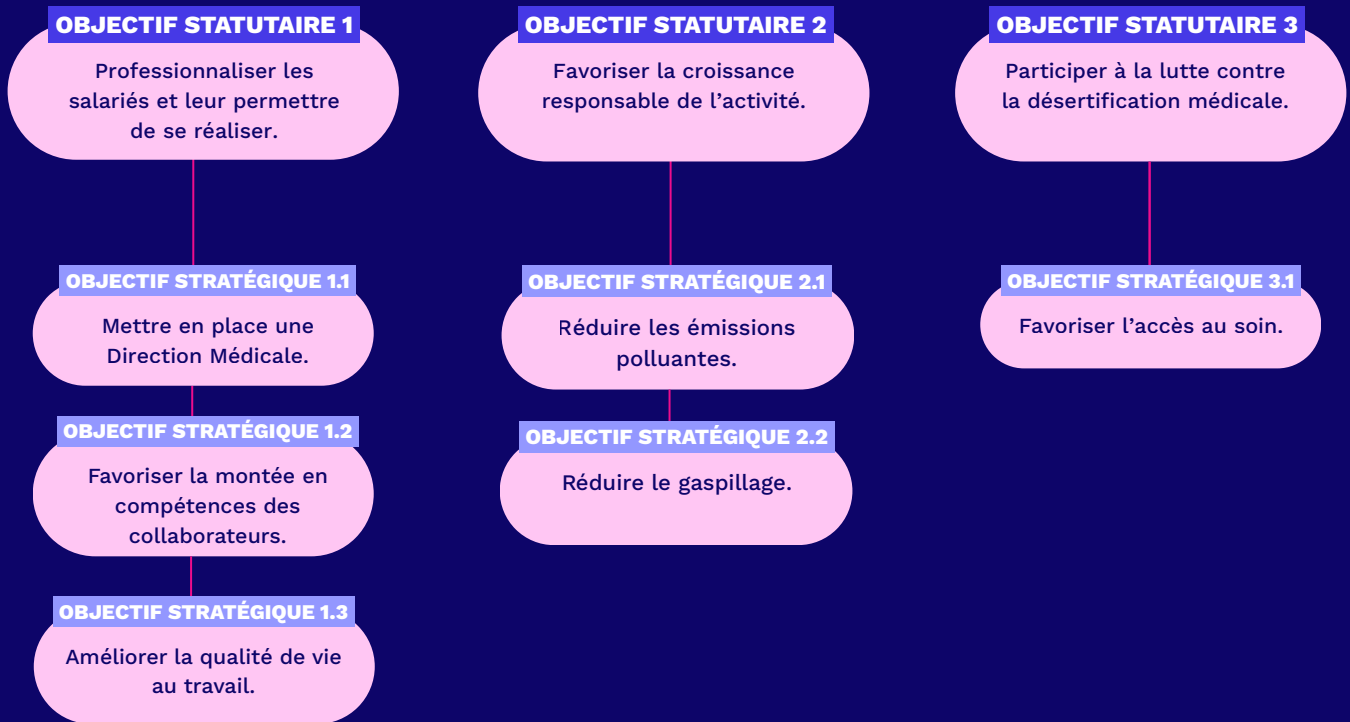 OBJECTIF STATUTAIRE 1
Professionnaliser les
salariés et leur permettre
de se réaliser.
OBJECTIF STRATÉGIQUE 1.1
Mettre en place une
Direction Médicale.
OBJECTIF STRATÉGIQUE 1.2
Favoriser la montée en
compétences des
collaborateurs.
OBJECTIF STRATÉGIQUE 1.3
Améliorer la qualité de vie
au travail.
OBJECTIF STATUTAIRE 2
Favoriser la croissance
responsable de l’activité.
OBJECTIF STRATÉGIQUE 2.1
Réduire les émissions
polluantes.
OBJECTIF STRATÉGIQUE 2.2
Réduire le gaspillage.
OBJECTIF STATUTAIRE 3
Participer à la lutte contre
la désertification médicale.
OBJECTIF STRATÉGIQUE 3.1
Favoriser l’accès au soin.